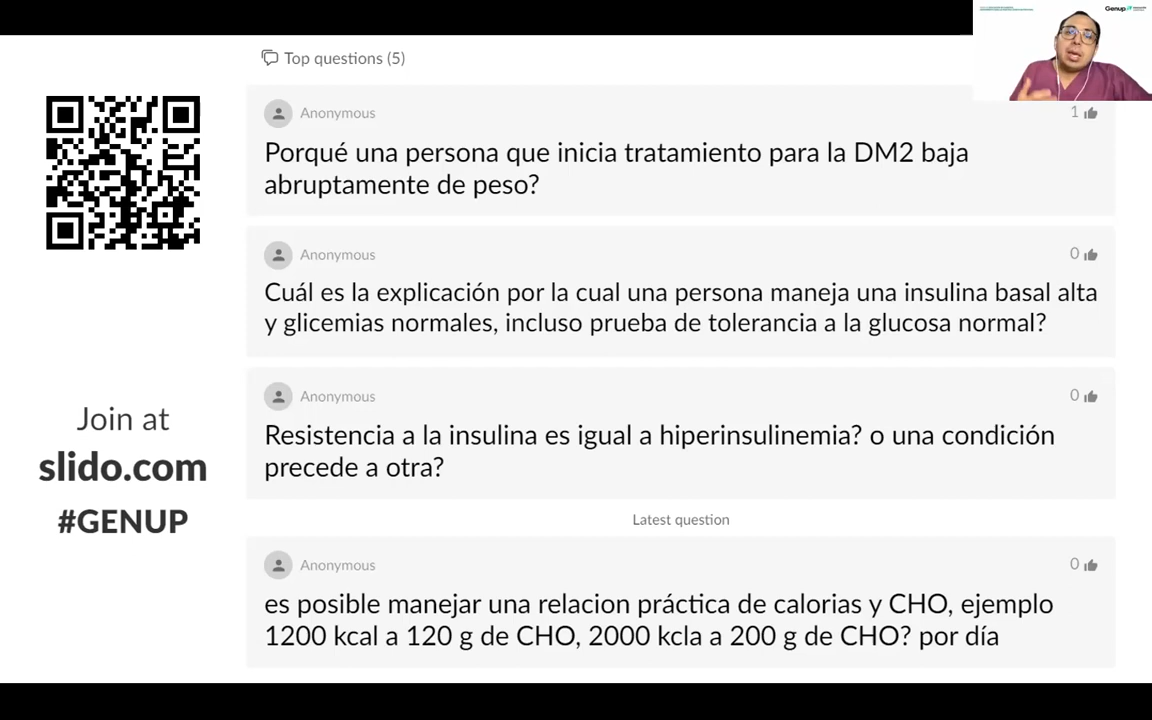 Genup
Top questions (5)
Anonymous
1
Porqué una persona que inicia tratamiento para la DM2 baja
abruptamente de peso?
Anonymous
0
Cuál es la explicación por la cual una persona maneja una insulina basal alta
y glicemias normales, incluso prueba de tolerancia a la glucosa normal?
Anonymous
0
Resistencia a la insulina es igual a hiperinsulinemia? o una condición
precede a otra?
Join at
slido.com
#GENUP
Latest question
Anonymous
0
es posible manejar una relacion práctica de calorias y CHO, ejemplo
1200 kcal a 120 g de CHO, 2000 kcla a 200 g de CHO? por día